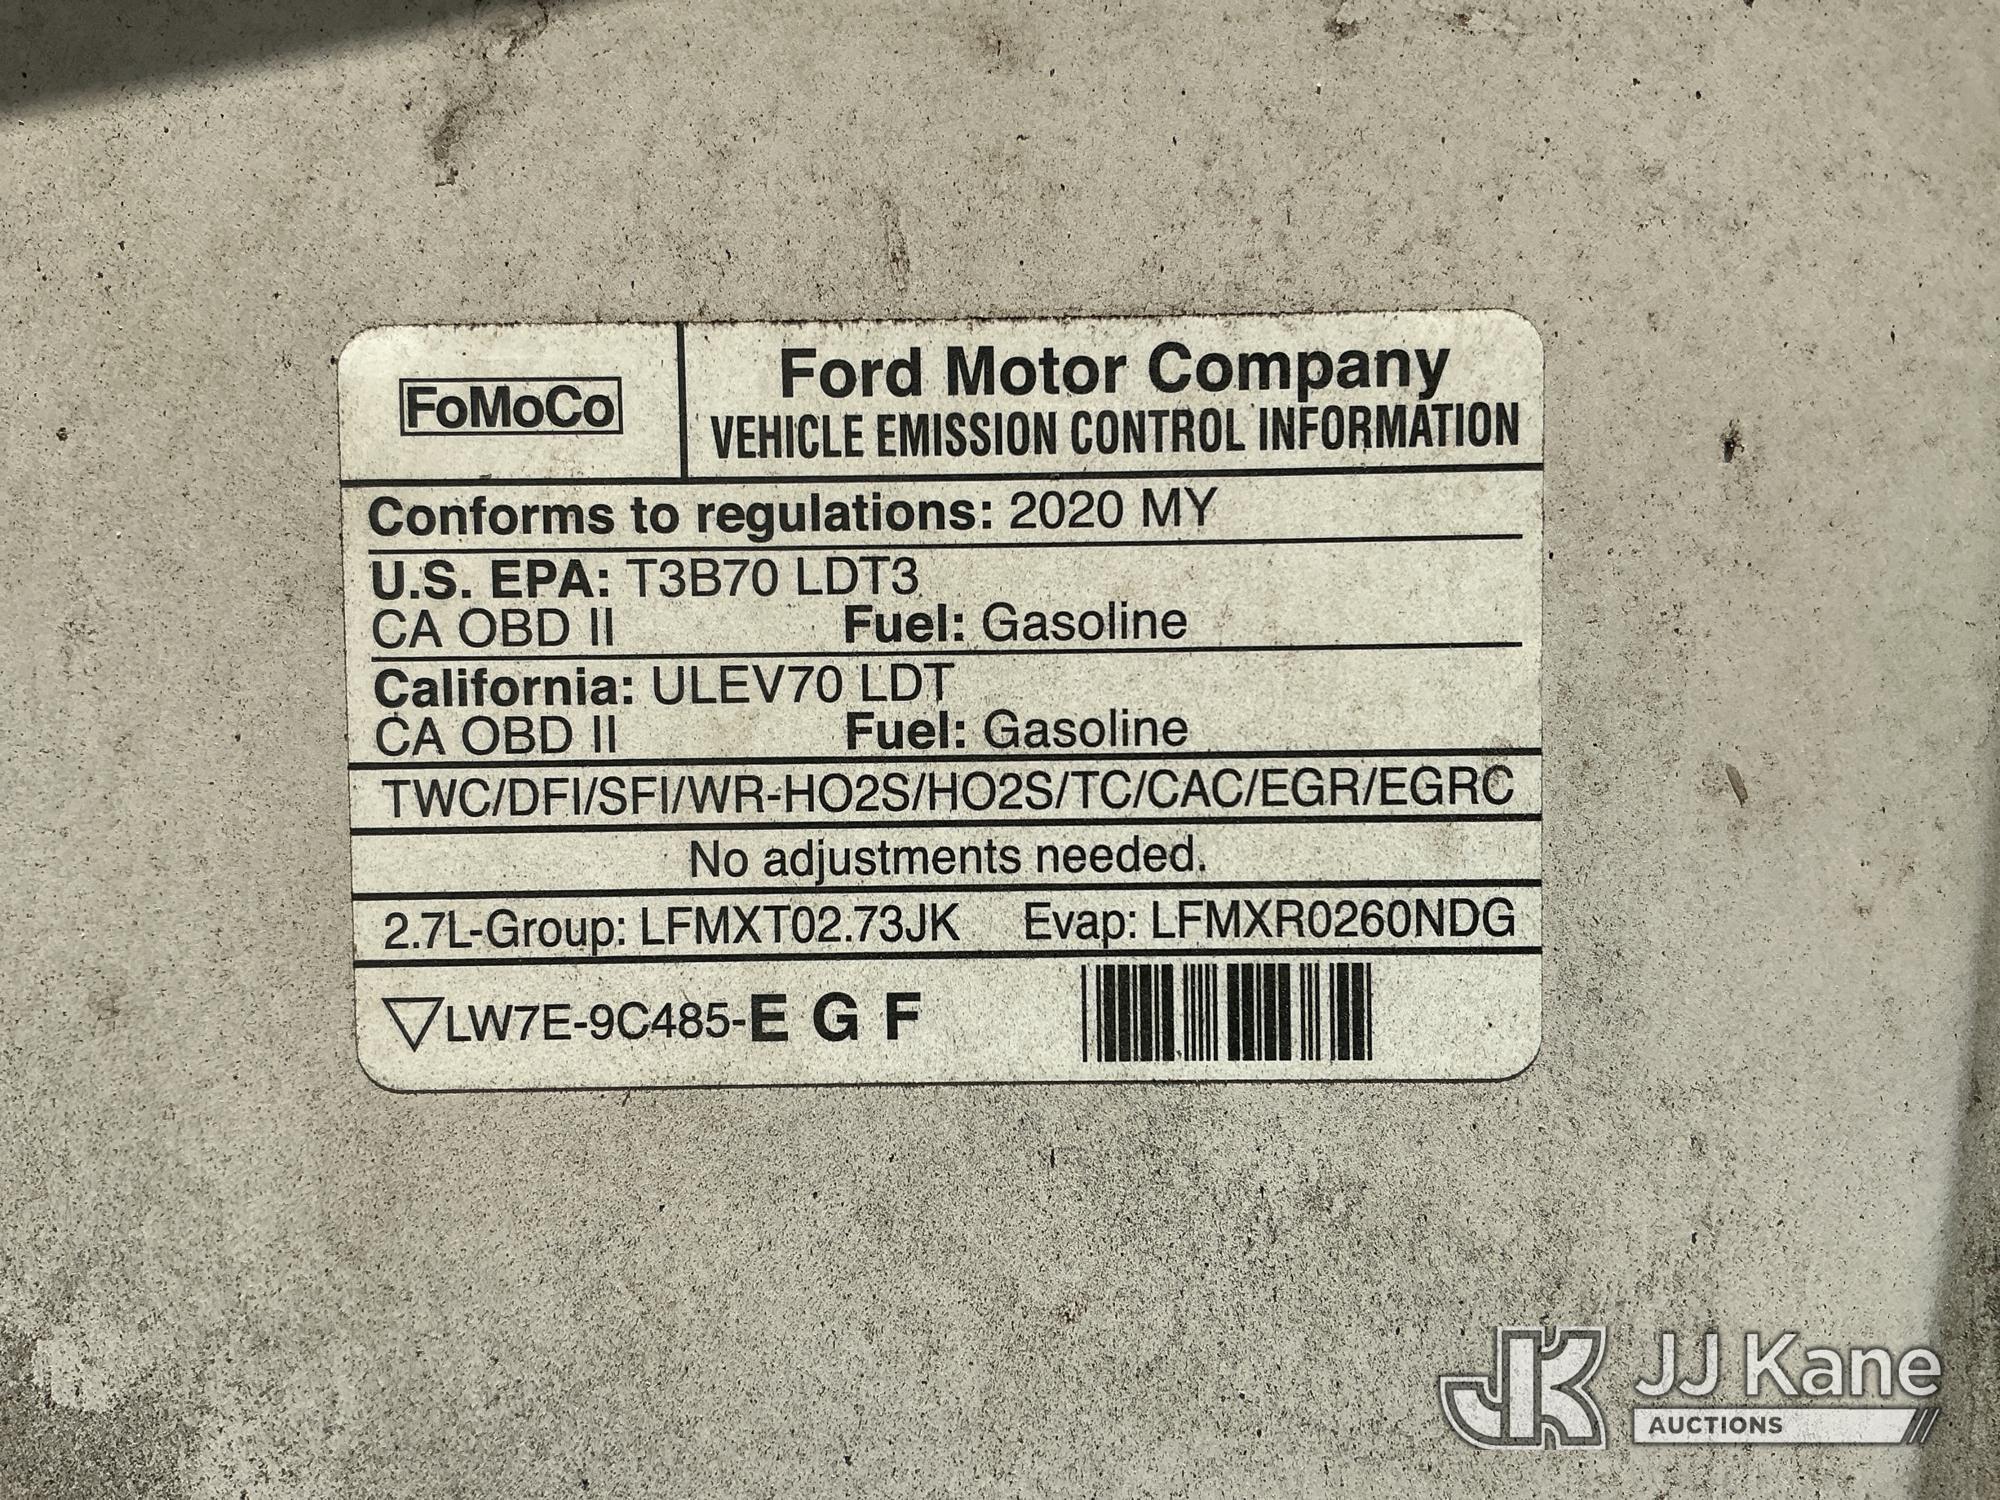 FoMoCo
Ford Motor Company
VEHICLE EMISSION CONTROL INFORMATION
Conforms to regulations: 2020 MY
U.S. EPA: T3B70 LDT3
CA OBD II Fuel: Gasoline
California: ULEV70 LDT
CA OBD II Fuel: Gasoline
TWC/DFI/SFI/WR-HO2S/HO2S/TC/CAC/EGR/EGRC
No adjustments needed.
2.7L-Group: LFMXT02.73JK Evap: LFMXR0260NDG
▽LW7E-9C485-E G F
JK JJ Kane
AUCTIONS